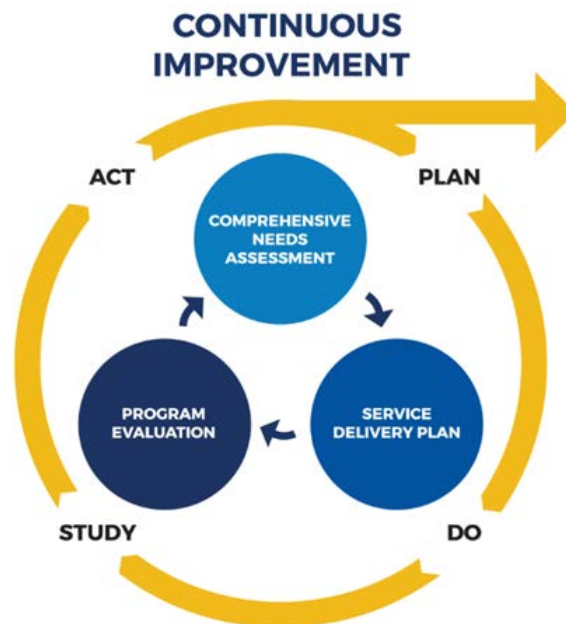 CONTINUOUS
IMPROVEMENT
ACT
PLAN
COMPREHENSIVE
NEEDS
ASSESSMENT
PROGRAM
EVALUATION
SERVICE
DELIVERY PLAN
STUDY
DO